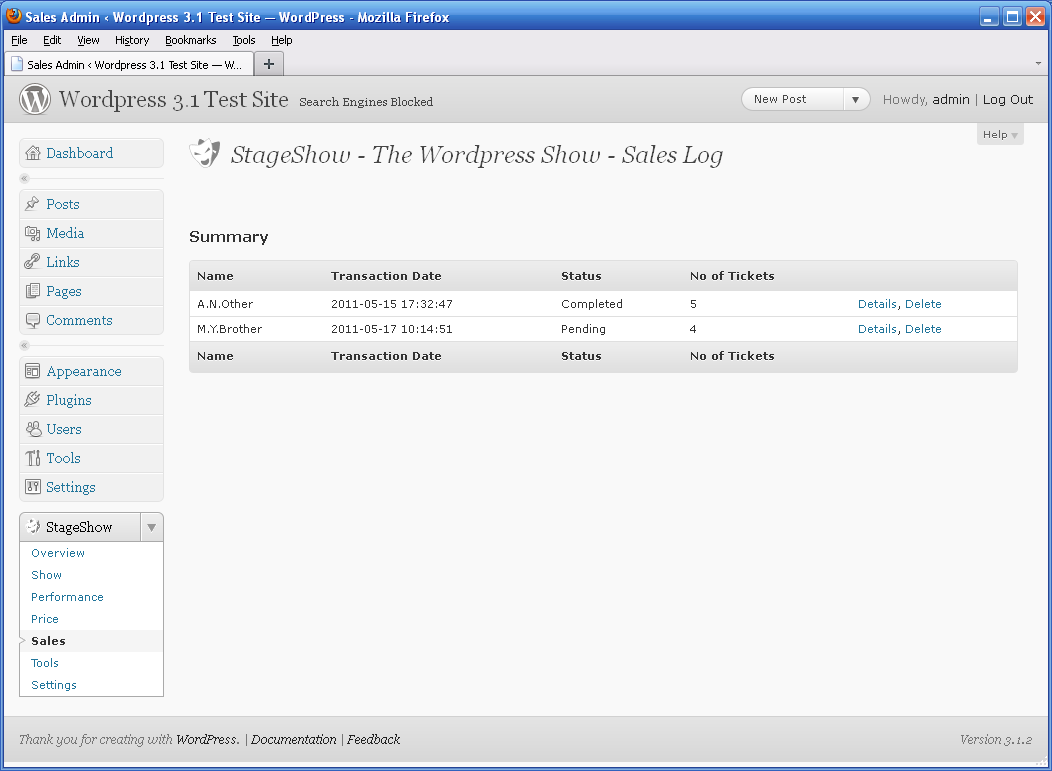 Sales Admin ‹ Wordpress 3.1 Test Site — WordPress - Mozilla Firefox
File Edit View History Bookmarks Tools Help
Sales Admin ‹ Wordpress 3.1 Test Site — W...
Wordpress 3.1 Test Site Search Engines Blocked New Post Howdy, admin | Log Out
Help
StageShow - The Wordpress Show - Sales Log
Dashboard
Posts
Media
Links
Pages
Comments
Appearance
Plugins
Users
Tools
Settings
StageShow
Overview
Show
Performance
Price
Sales
Tools
Settings
Summary
Name Transaction Date Status No of Tickets
A.N.Other 2011-05-15 17:32:47 Completed 5 Details, Delete
M.Y.Brother 2011-05-17 10:14:51 Pending 4 Details, Delete
Name Transaction Date Status No of Tickets
Thank you for creating with WordPress. | Documentation | Feedback Version 3.1.2